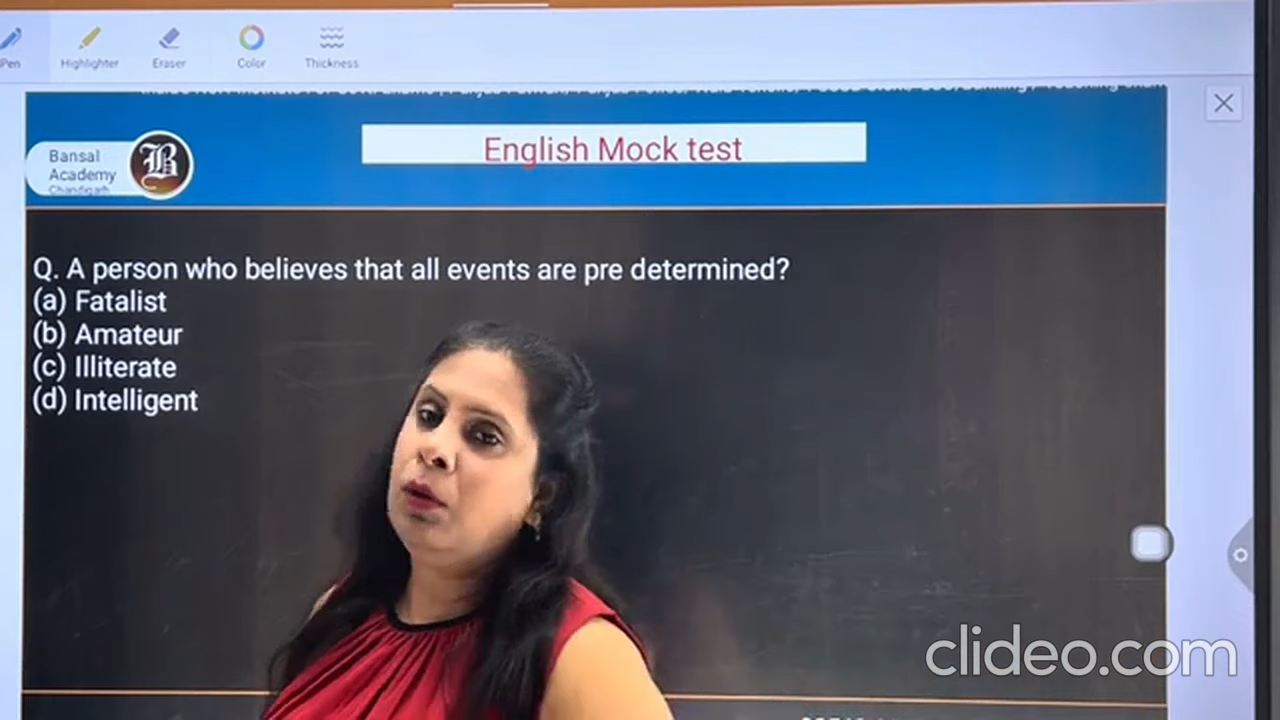 Pen
Highlighter
Eraser
Color
Thickness
Bansal
Academy
Chandigarh
English Mock test
Q. A person who believes that all events are pre determined?
(a) Fatalist
(b) Amateur
(c) Illiterate
(d) Intelligent
clideo.com